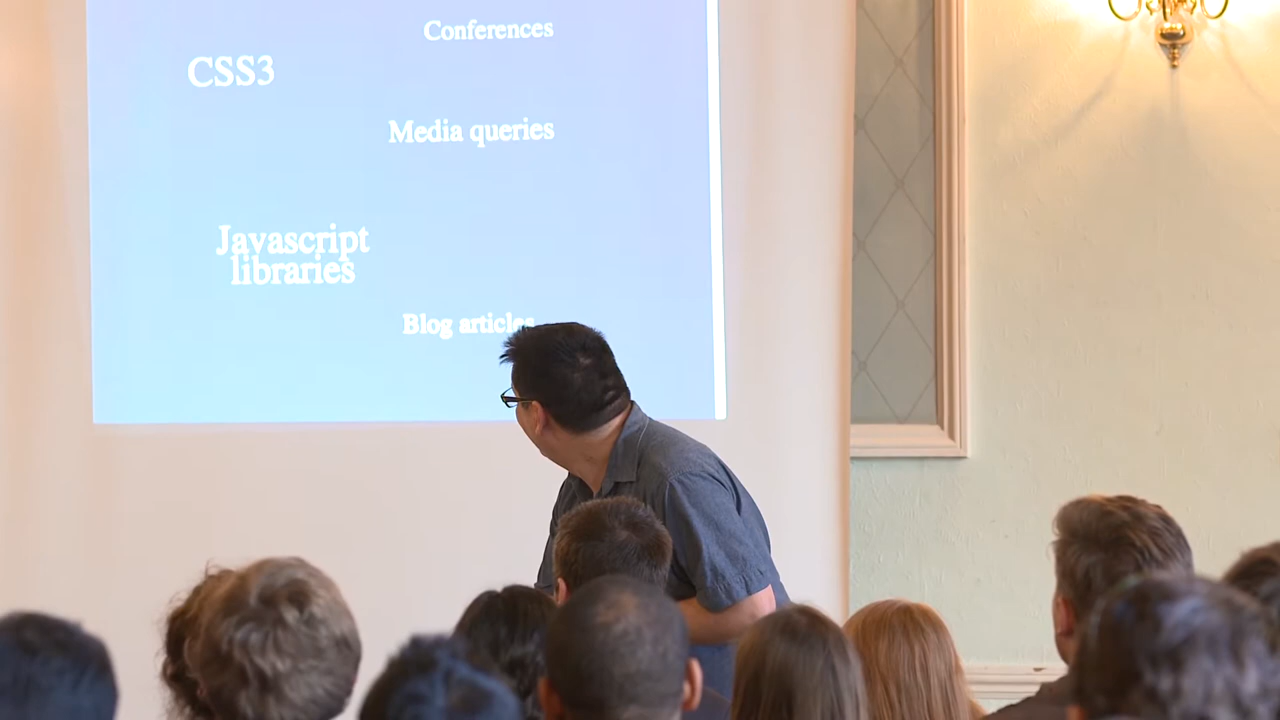 Conferences
CSS3
Media queries
Javascript
libraries
Blog articles